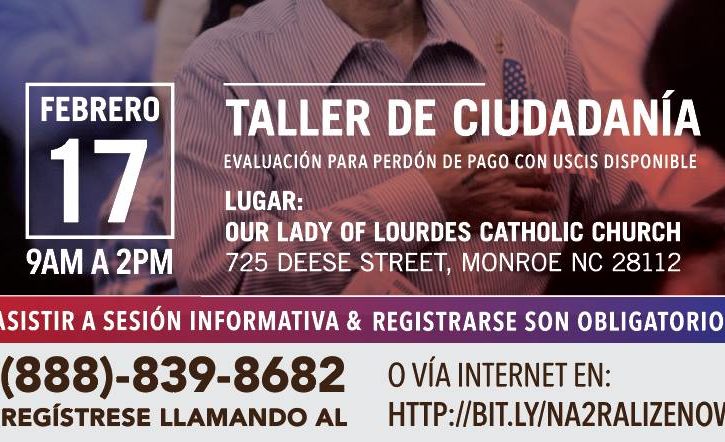 FEBRERO
17
9AM A 2PM
TALLER DE CIUDADANÍA
EVALUACIÓN PARA PERDÓN DE PAGO CON USCIS DISPONIBLE
LUGAR:
OUR LADY OF LOURDES CATHOLIC CHURCH
725 DEESE STREET, MONROE NC 28112
ASISTIR A SESIÓN INFORMATIVA & REGISTRARSE SON OBLIGATORIO
(888)-839-8682
REGÍSTRESE LLAMANDO AL
O VÍA INTERNET EN:
HTTP://BIT.LY/NA2RALIZENOW